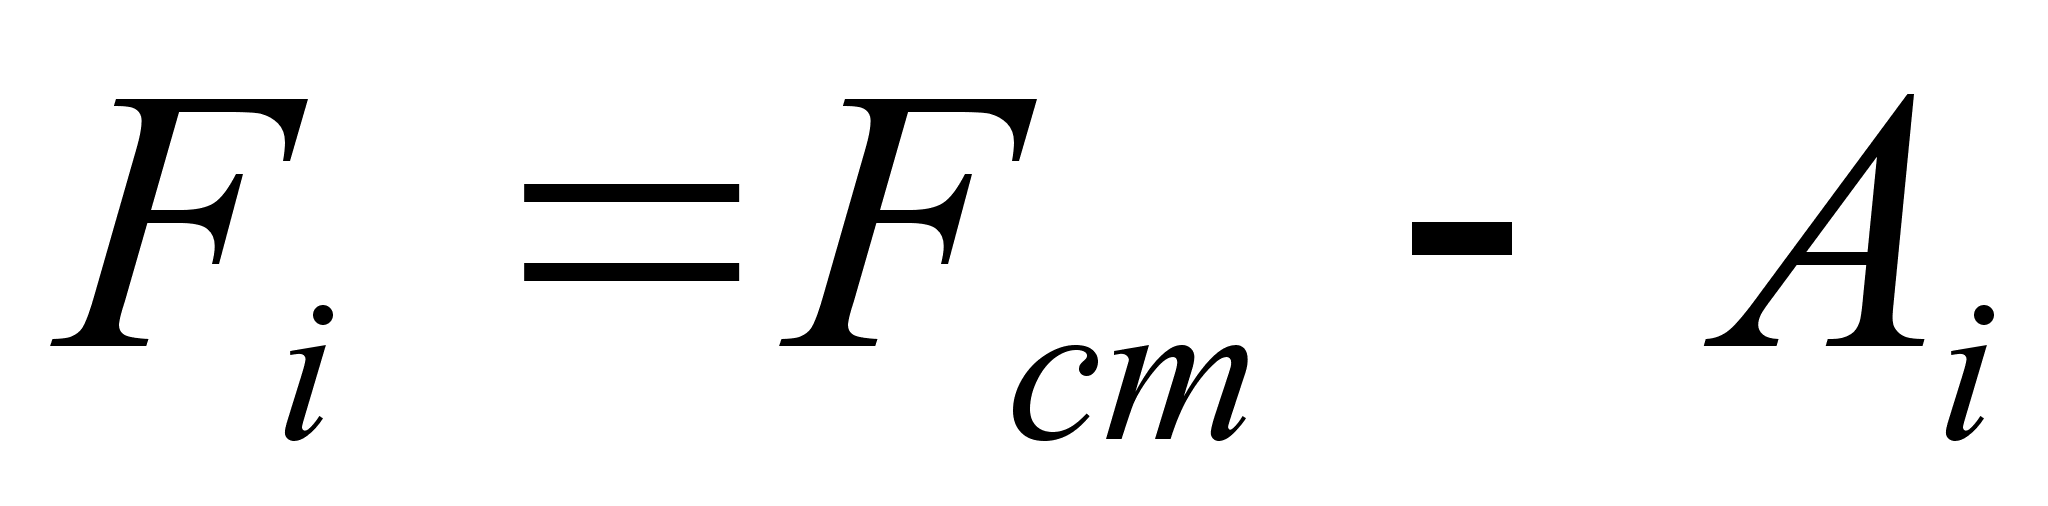 F_i = F_cm - A_i